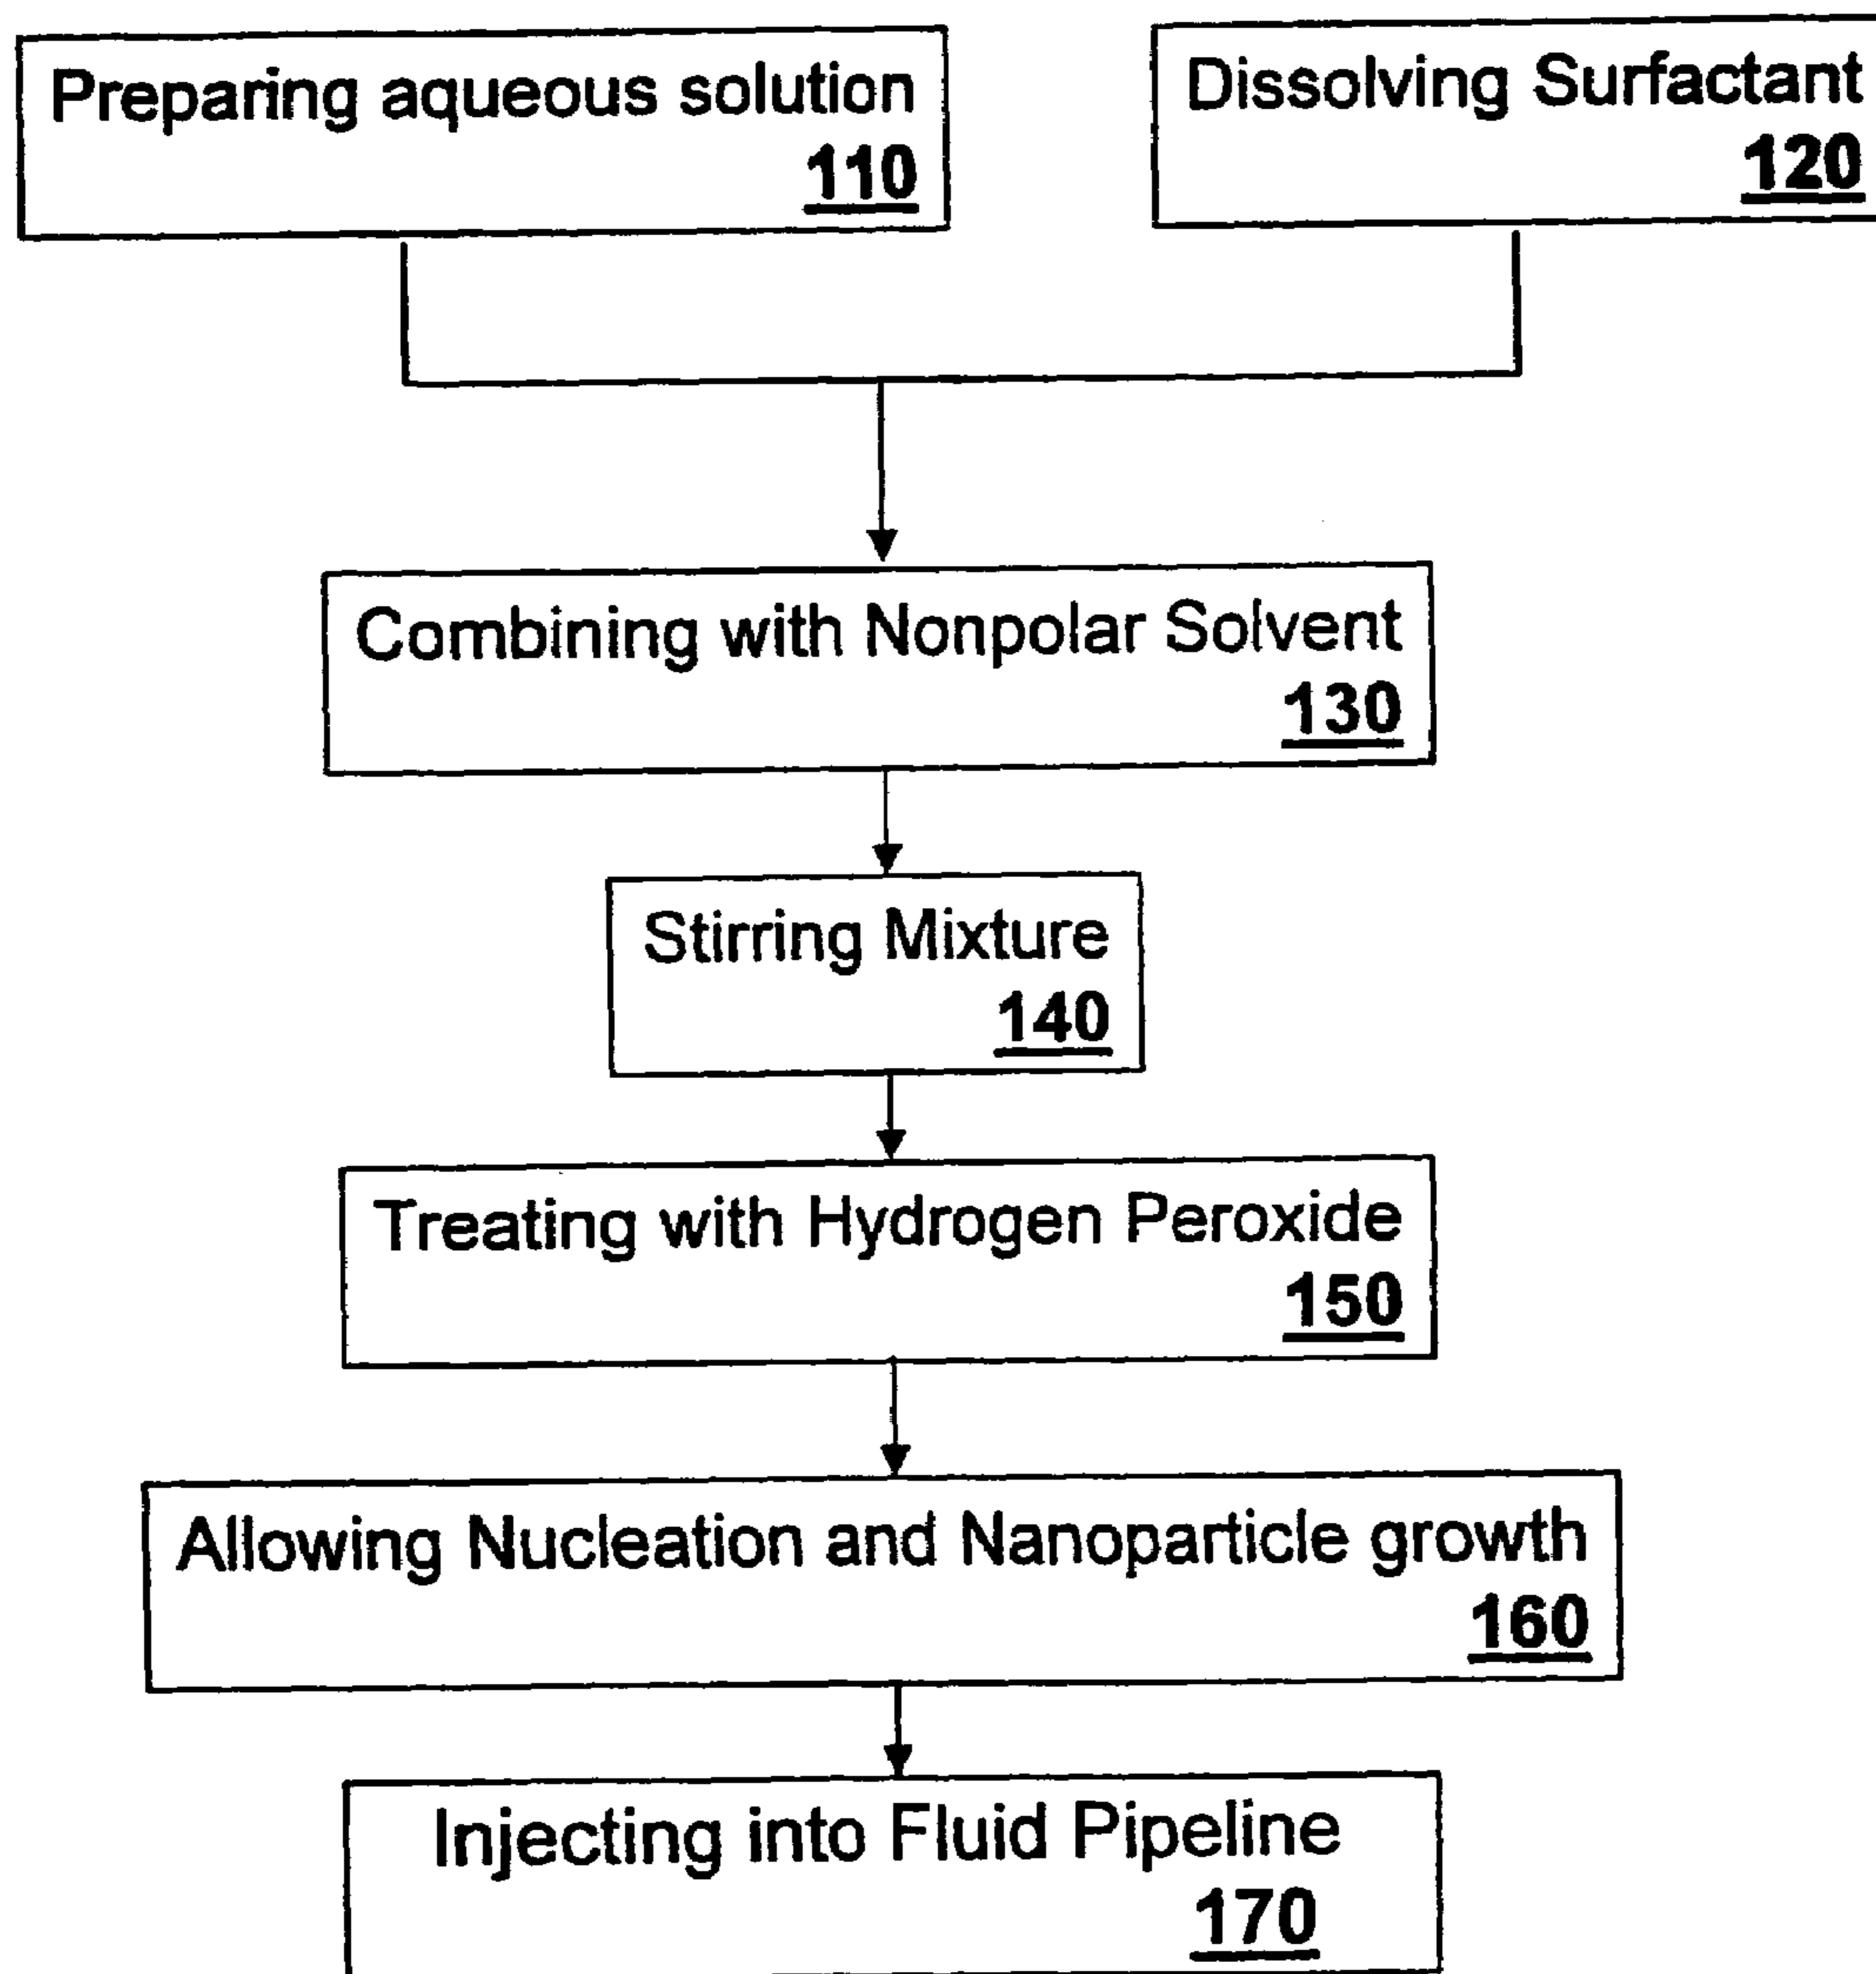 Preparing aqueous solution
110
Dissolving Surfactant
120
Combining with Nonpolar Solvent
130
Stirring Mixture
140
Treating with Hydrogen Peroxide
150
Allowing Nucleation and Nanoparticle growth
160
Injecting into Fluid Pipeline
170